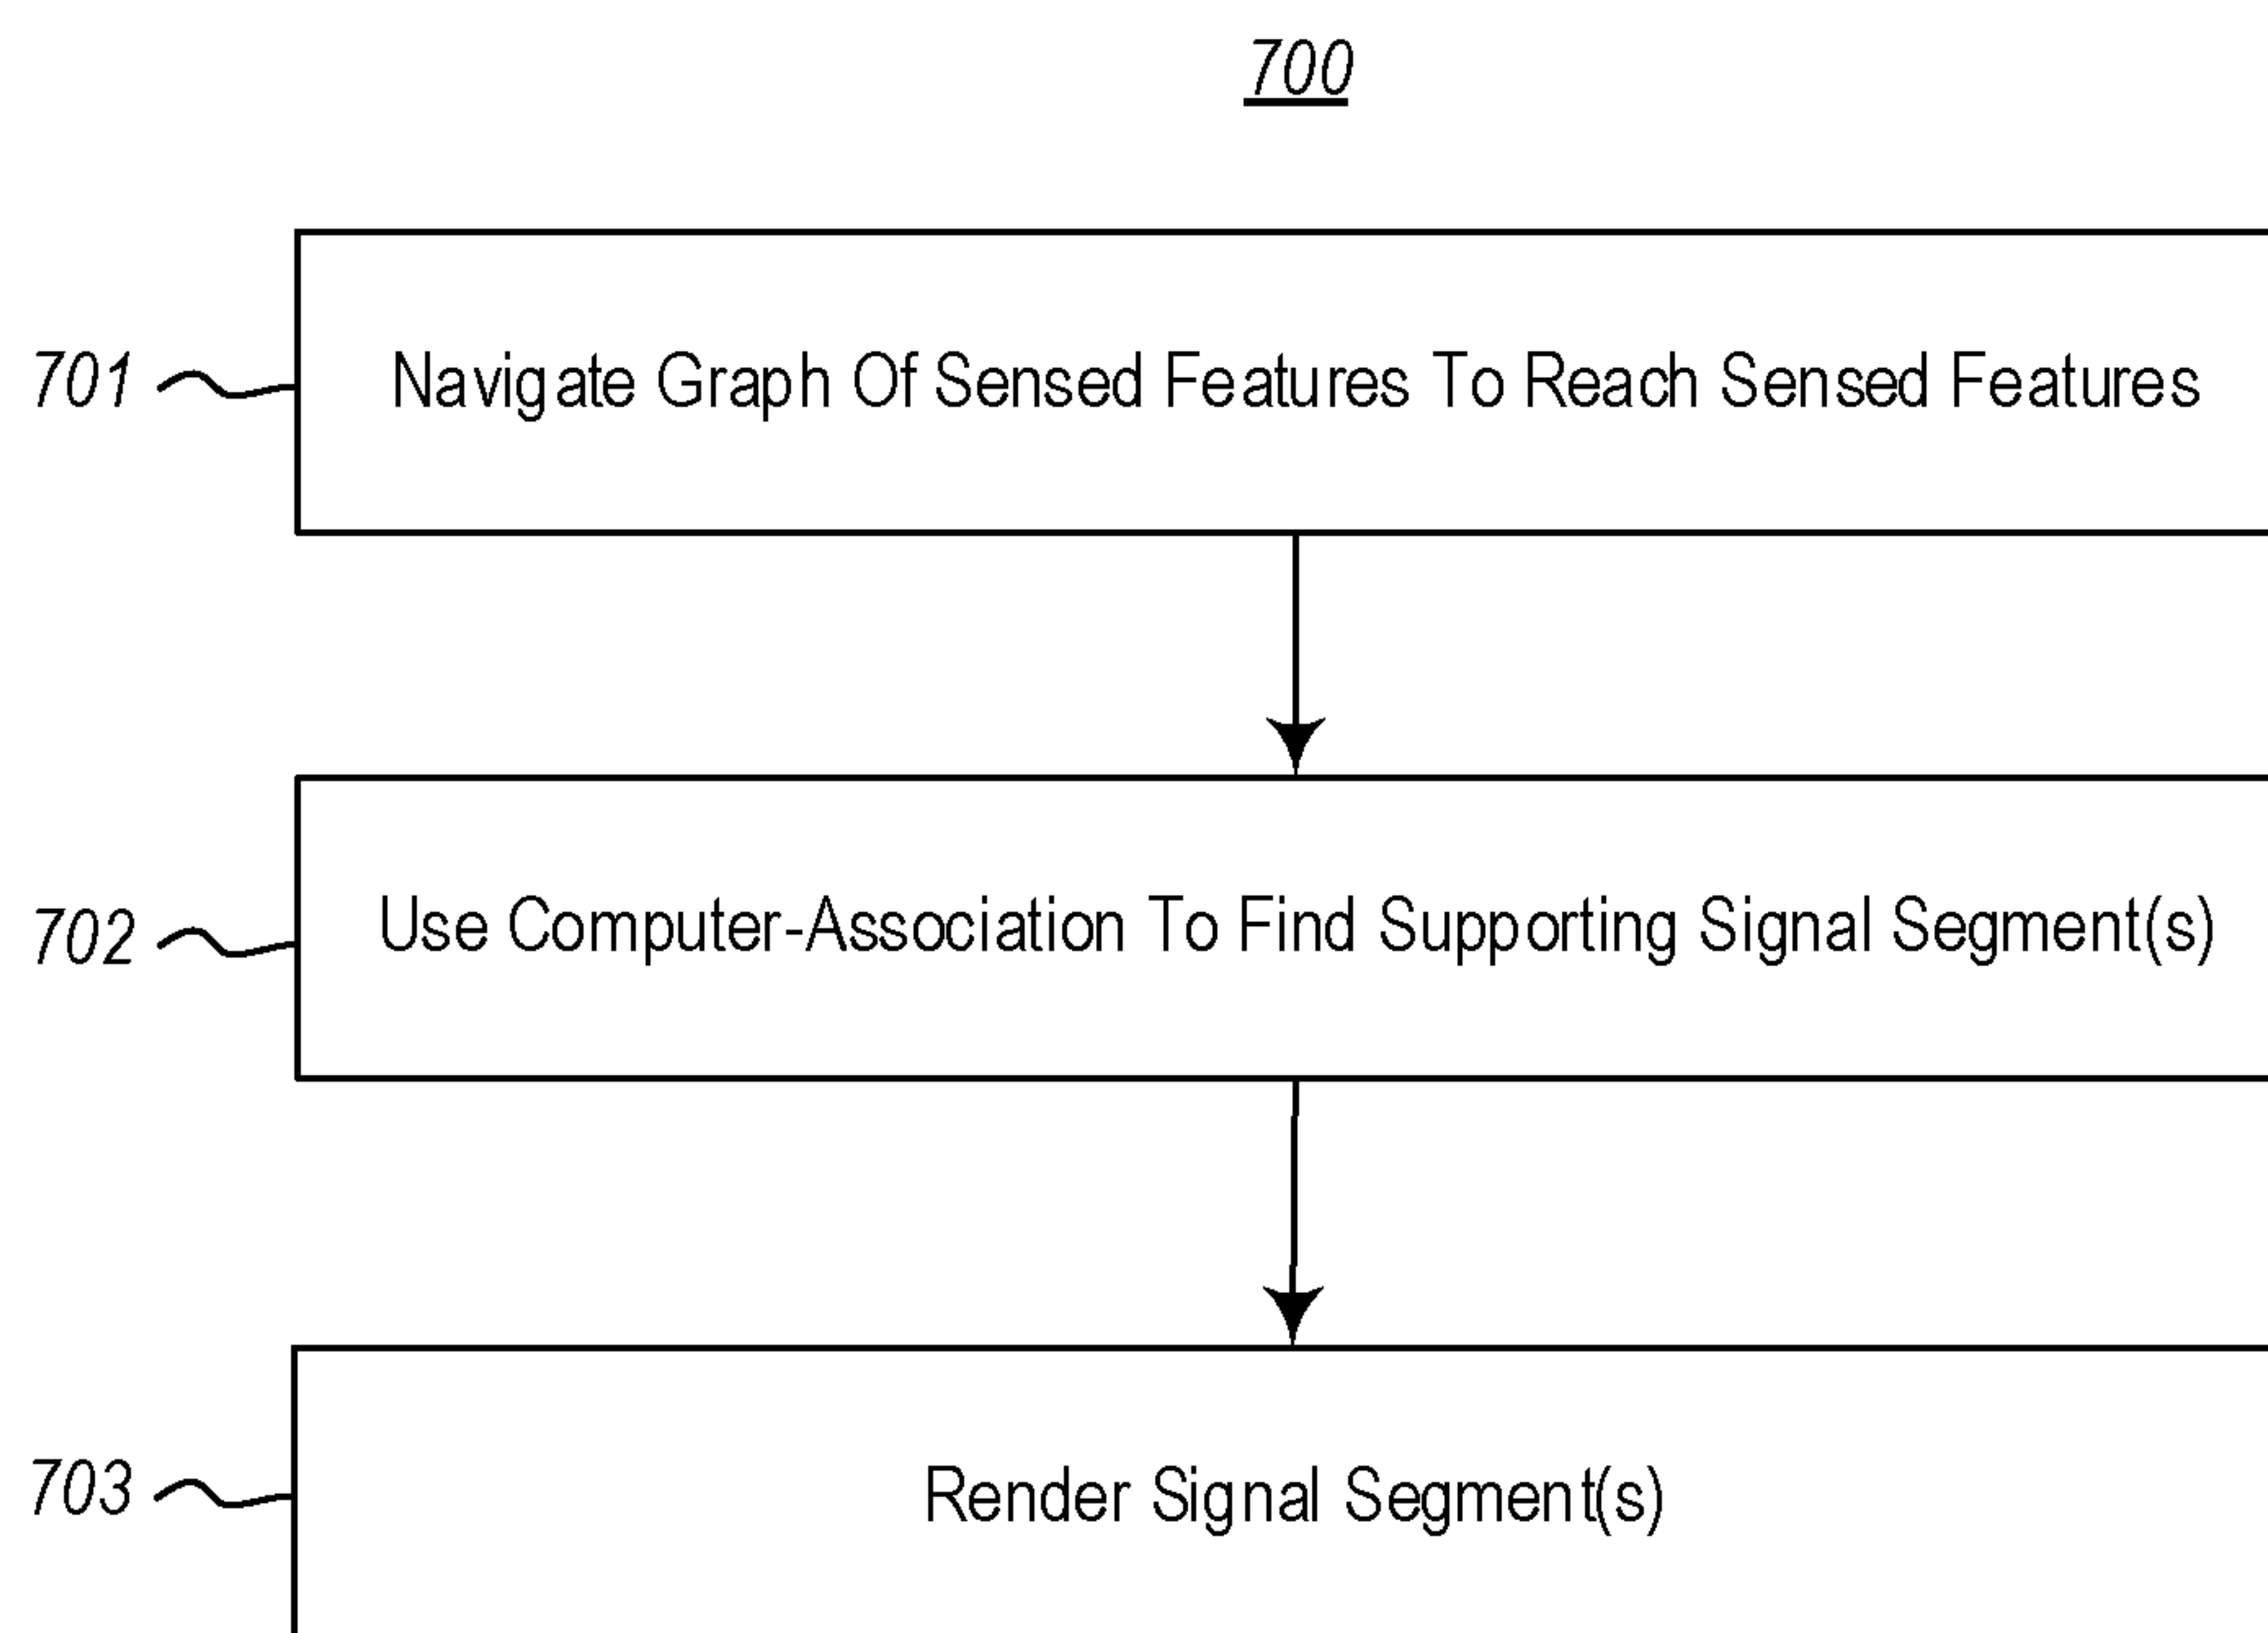 700
701 Navigate Graph Of Sensed Features To Reach Sensed Features
702 Use Computer-Association To Find Supporting Signal Segment(s)
703 Render Signal Segment(s)